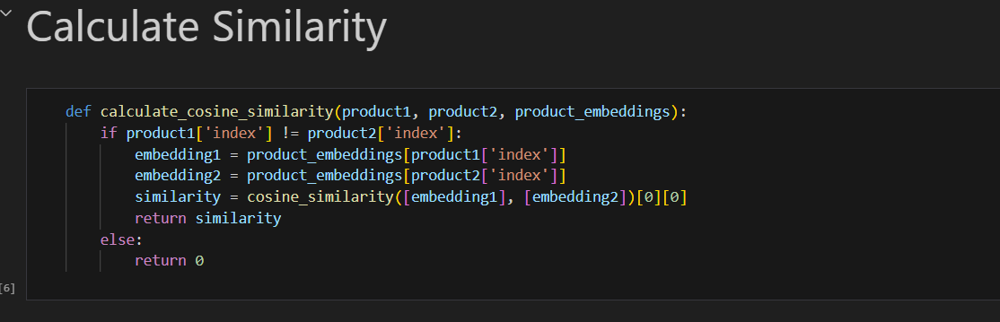 Calculate Similarity
def calculate_cosine_similarity(product1, product2, product_embeddings):
    if product1['index'] != product2['index']:
        embedding1 = product_embeddings[product1['index']]
        embedding2 = product_embeddings[product2['index']]
        similarity = cosine_similarity([embedding1], [embedding2])[0][0]
        return similarity
    else:
        return 0
[6]